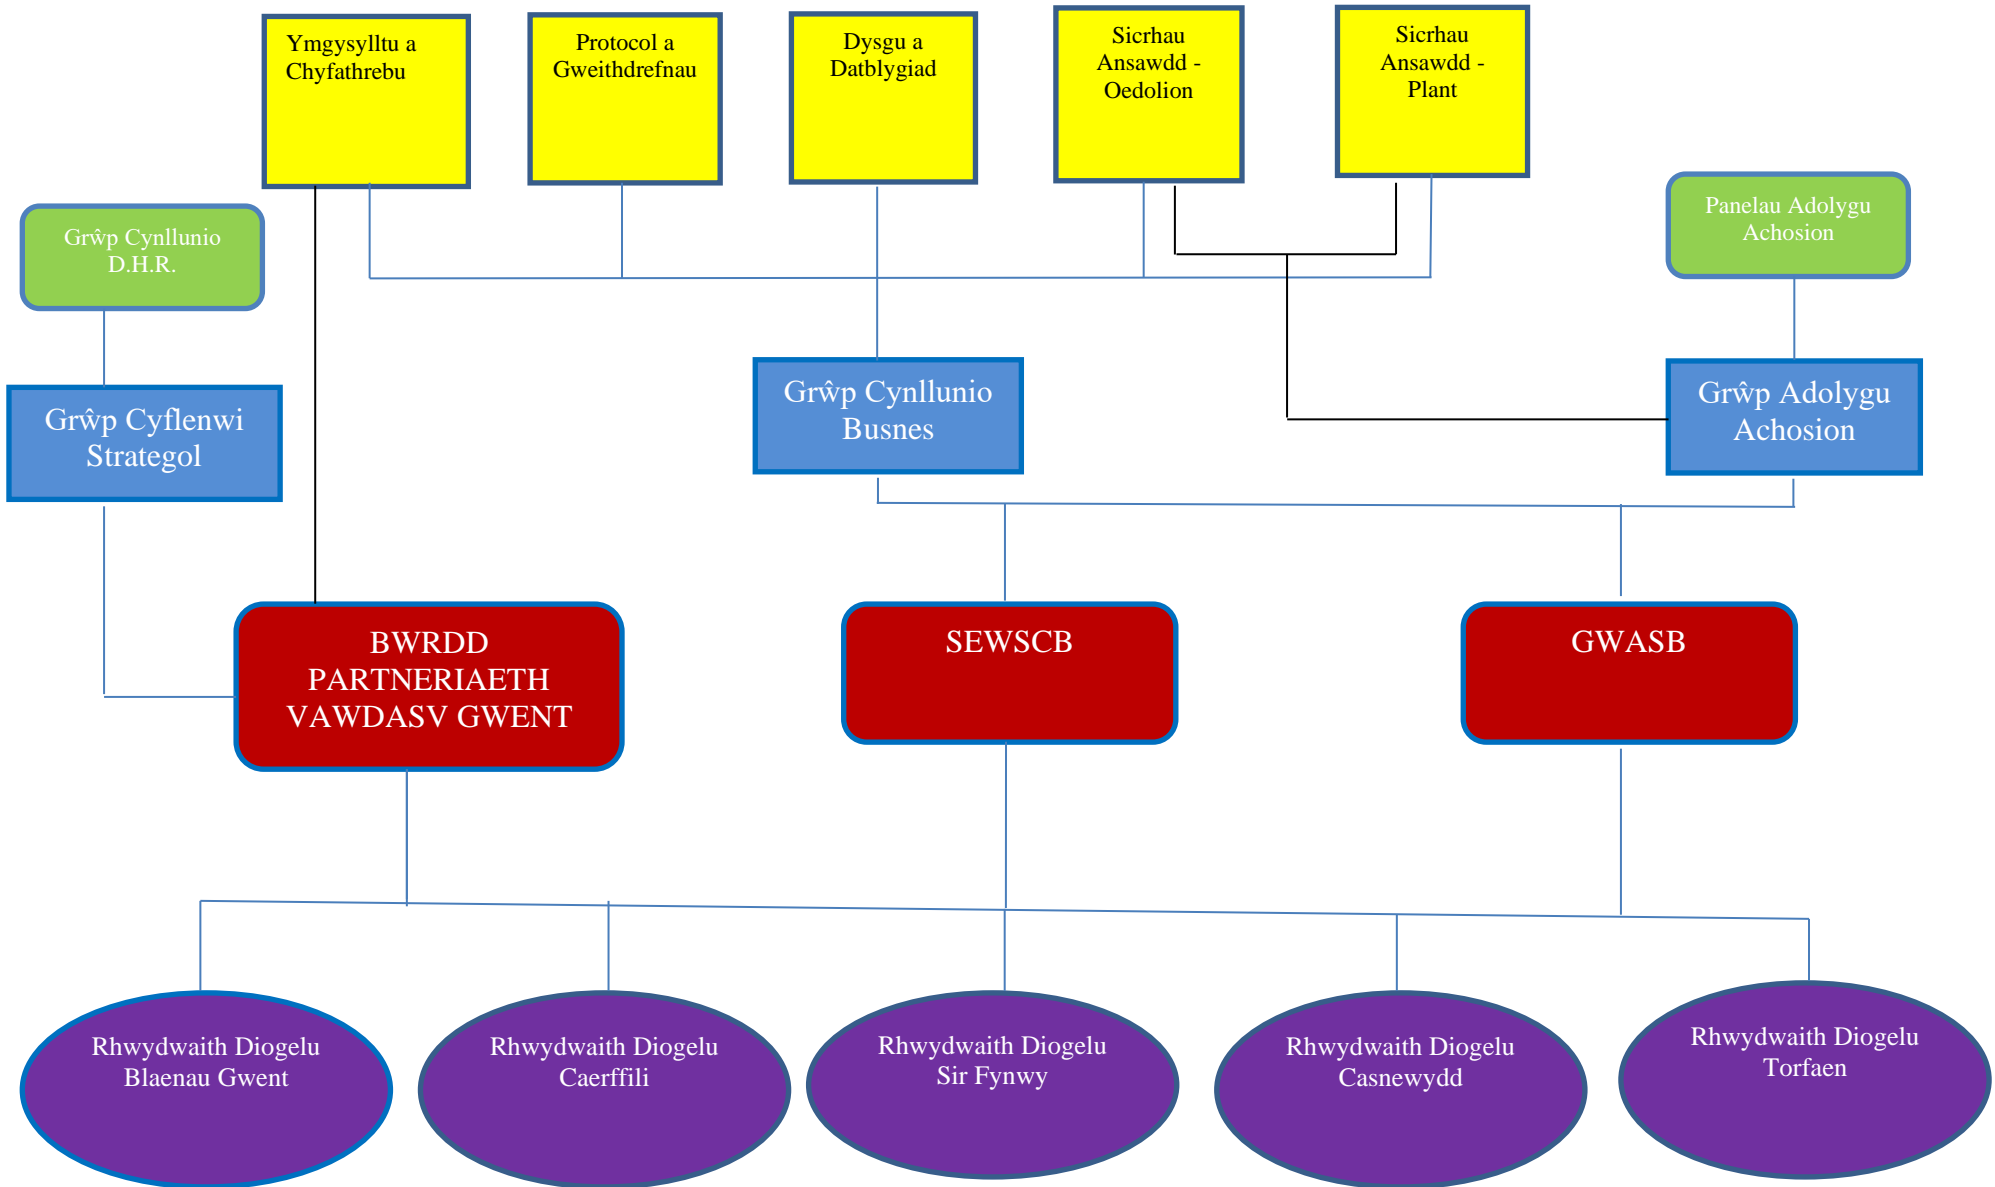 Ymgysylltu a
Chyfathrebu
Protocol a
Gweithdrefnau
Dysgu a
Datblygiad
Sicrhau
Ansawdd -
Oedolion
Sicrhau
Ansawdd -
Plant
Grŵp Cynllunio
D.H.R.
Panelau Adolygu
Achosion
Grŵp Cyflenwi
Strategol
Grŵp Cynllunio
Busnes
Grŵp Adolygu
Achosion
BWRDD
PARTNERIAETH
VAWDASV GWENT
SEWSCB
GWASB
Rhwydwaith Diogelu
Blaenau Gwent
Rhwydwaith Diogelu
Caerffili
Rhwydwaith Diogelu
Sir Fynwy
Rhwydwaith Diogelu
Casnewydd
Rhwydwaith Diogelu
Torfaen